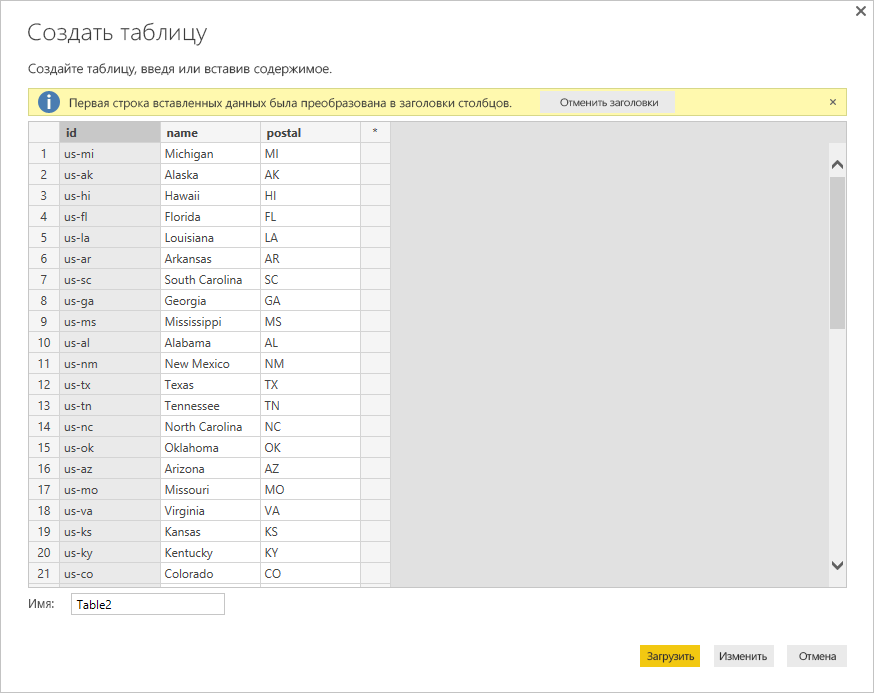 Создать таблицу
Создайте таблицу, введя или вставив содержимое.
Первая строка вставленных данных была преобразована в заголовки столбцов. Отменить заголовки
id name postal *
1 us-mi Michigan MI
2 us-ak Alaska AK
3 us-hi Hawaii HI
4 us-fl Florida FL
5 us-la Louisiana LA
6 us-ar Arkansas AR
7 us-sc South Carolina SC
8 us-ga Georgia GA
9 us-ms Mississippi MS
10 us-al Alabama AL
11 us-nm New Mexico NM
12 us-tx Texas TX
13 us-tn Tennessee TN
14 us-nc North Carolina NC
15 us-ok Oklahoma OK
16 us-az Arizona AZ
17 us-mo Missouri MO
18 us-va Virginia VA
19 us-ks Kansas KS
20 us-ky Kentucky KY
21 us-co Colorado CO
Имя: Table2
Загрузить Изменить Отмена